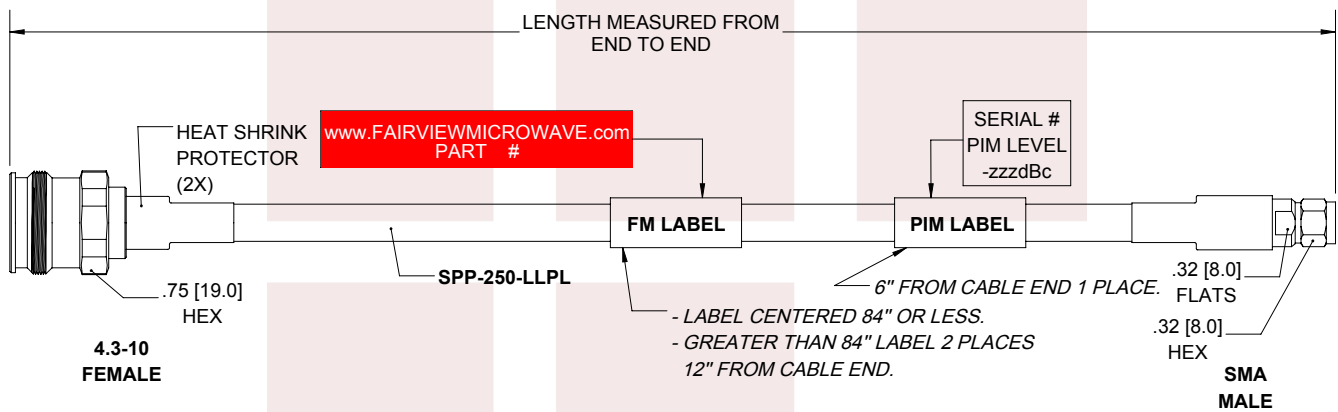 LENGTH MEASURED FROM
END TO END
HEAT SHRINK
PROTECTOR
(2X)
www.FAIRVIEWMICROWAVE.com
PART #
SERIAL #
PIM LEVEL
-zzzdBc
FM LABEL
PIM LABEL
SPP-250-LLPL
.75 [19.0]
HEX
4.3-10
FEMALE
6" FROM CABLE END 1 PLACE.
- LABEL CENTERED 84" OR LESS.
- GREATER THAN 84" LABEL 2 PLACES
12" FROM CABLE END.
.32 [8.0]
FLATS
.32 [8.0]
HEX
SMA
MALE